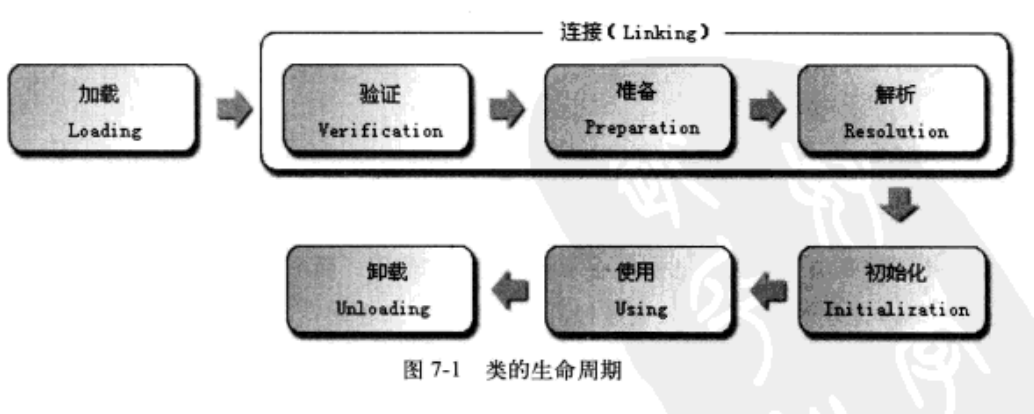 连接（Linking）
加载
Loading
验证
Verification
准备
Preparation
解析
Resolution
初始化
Initialization
使用
Using
卸载
Unloading
图 7-1 类的生命周期